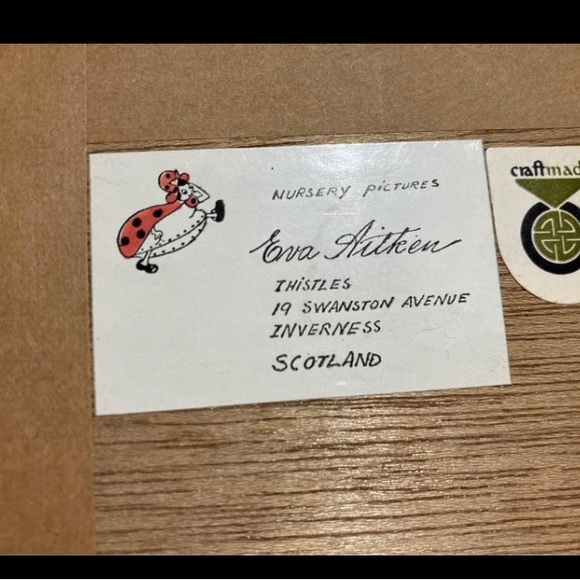 NURSERY PICTURES
Eva Aitken
THISTLES
19 SWANSTON AVENUE
INVERNESS
SCOTLAND
craftmad